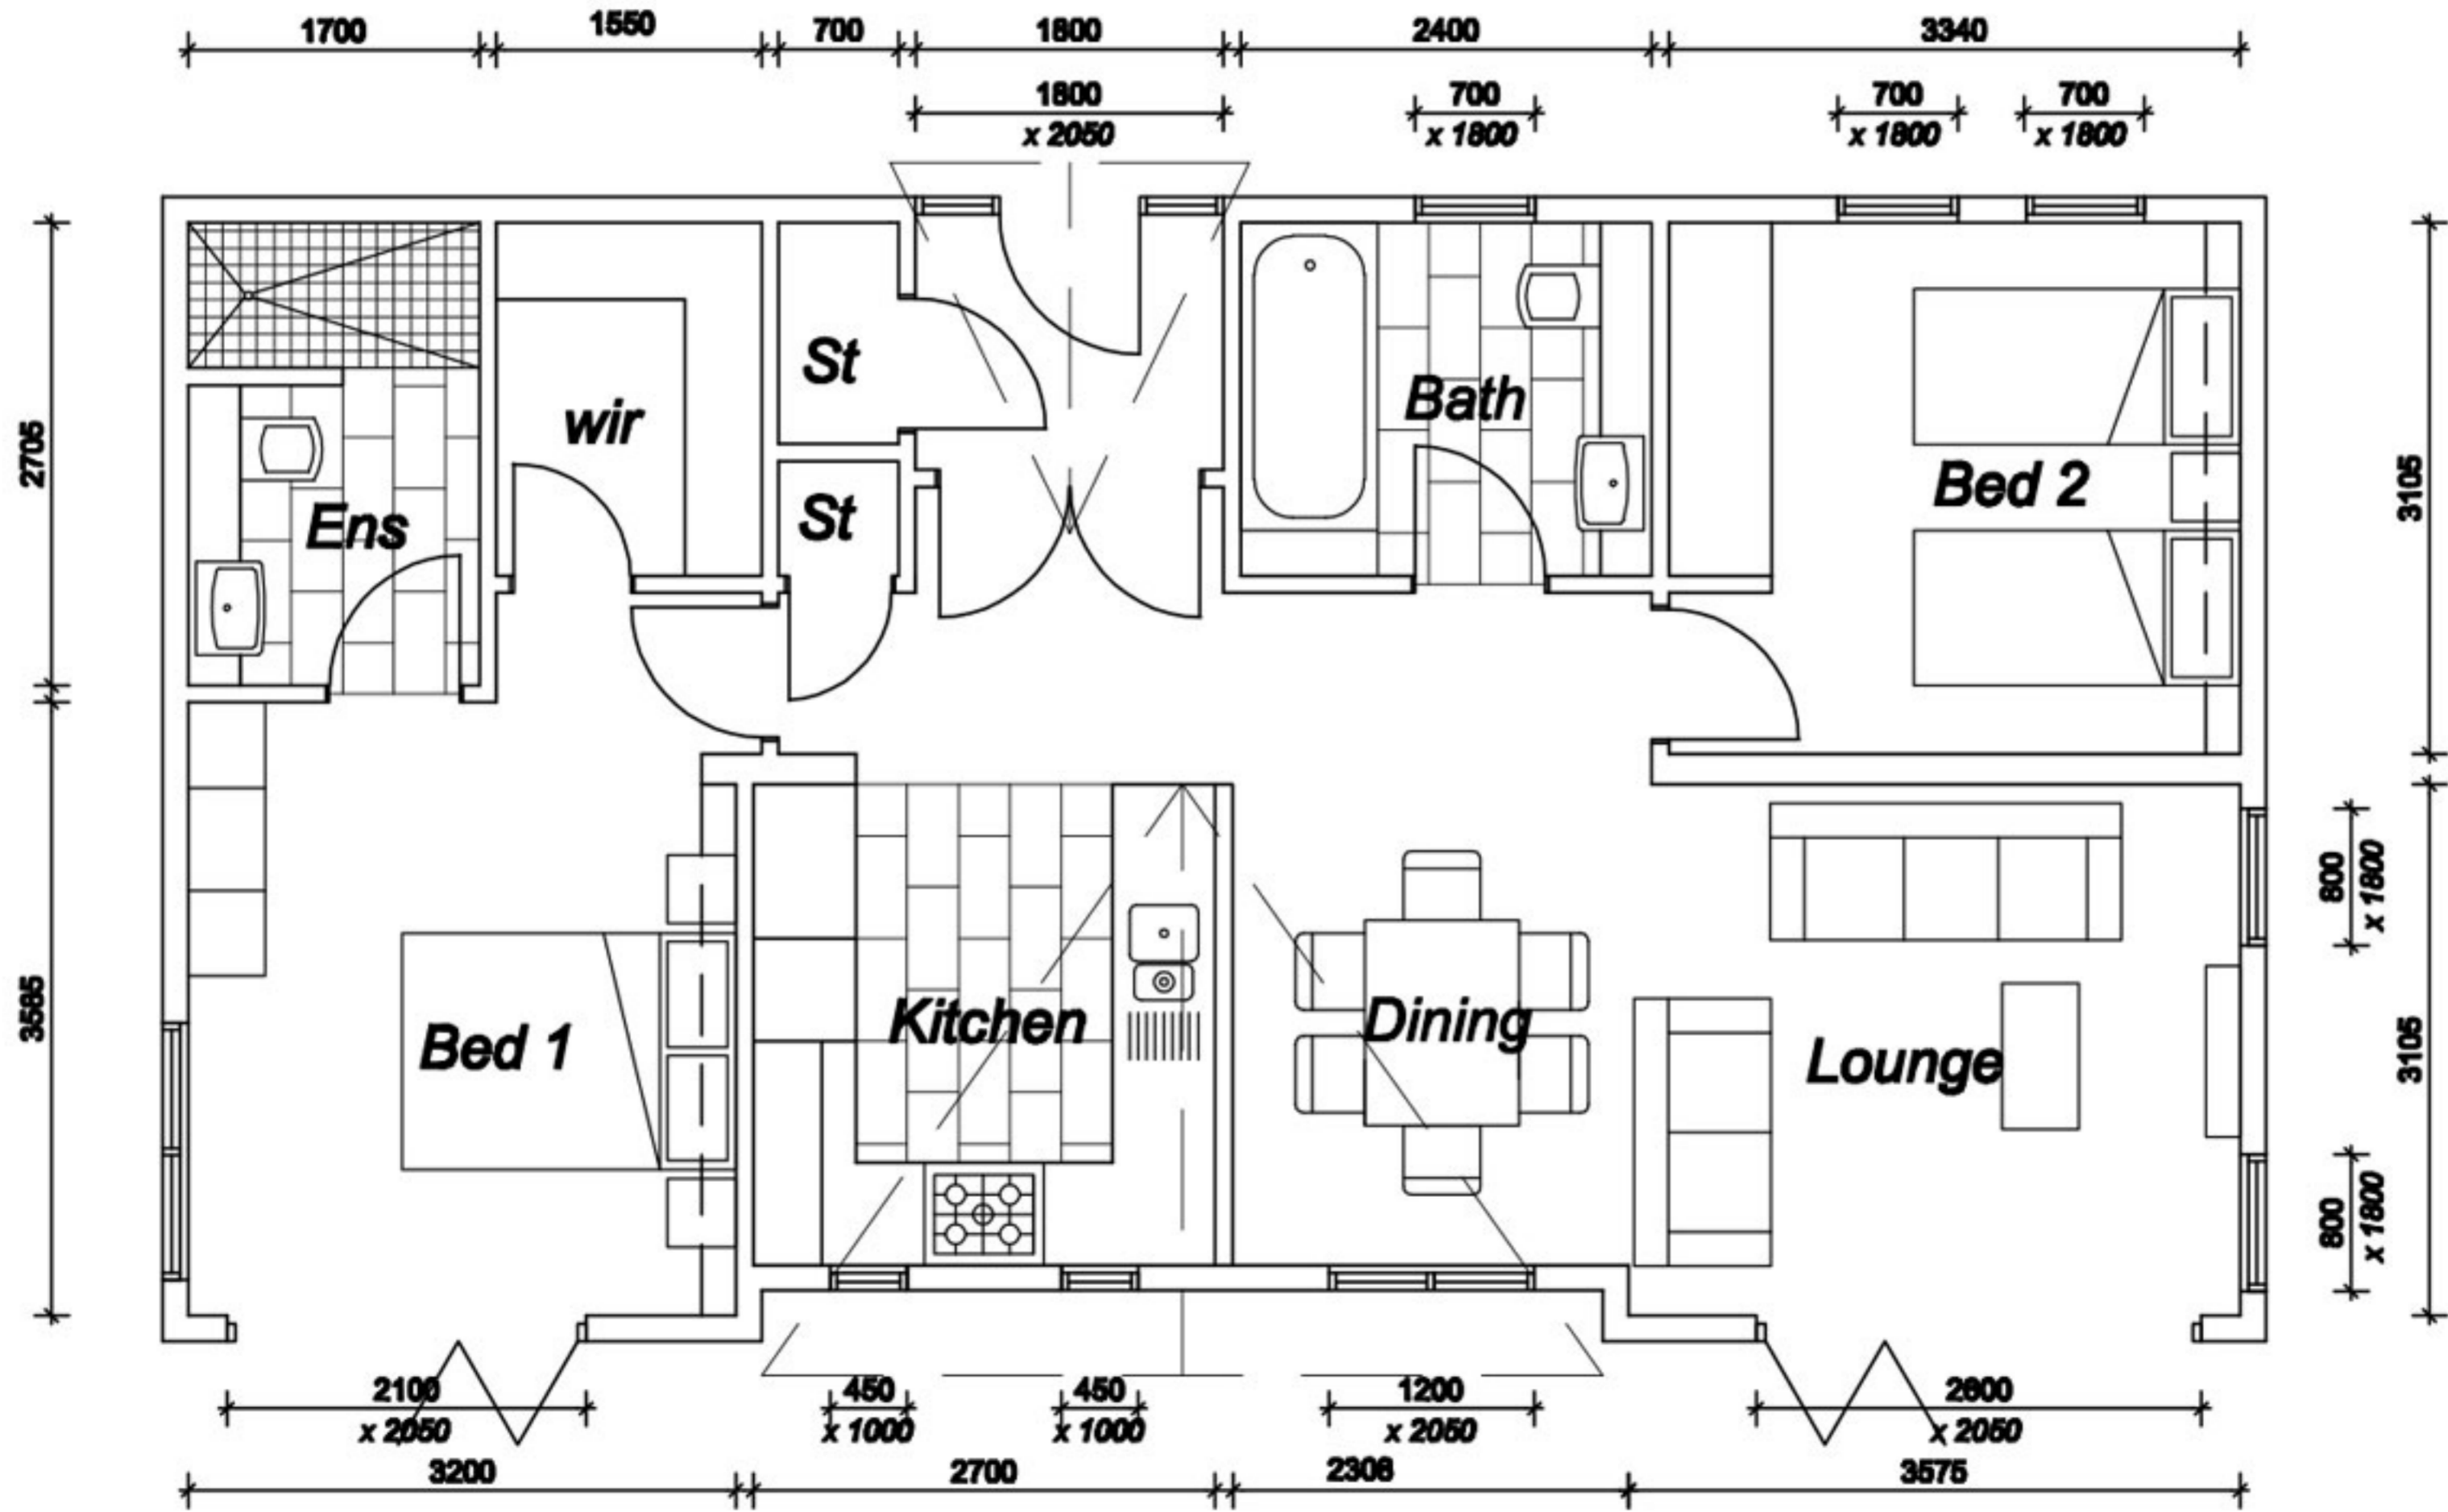 1700 1550 700 1800 2400 3340
1800 700 700 700
x 2050 x 1800 x 1800 x 1800
2705
3585
St
wir
Bath
St
Ens
Bed 2
3105
800
x 1800
Kitchen
Dining
Bed 1
Lounge
3105
800
x 1800
2100 450 450 1200 2600
x 2050 x 1000 x 1000 x 2050 x 2050
3200 2700 2306 3575